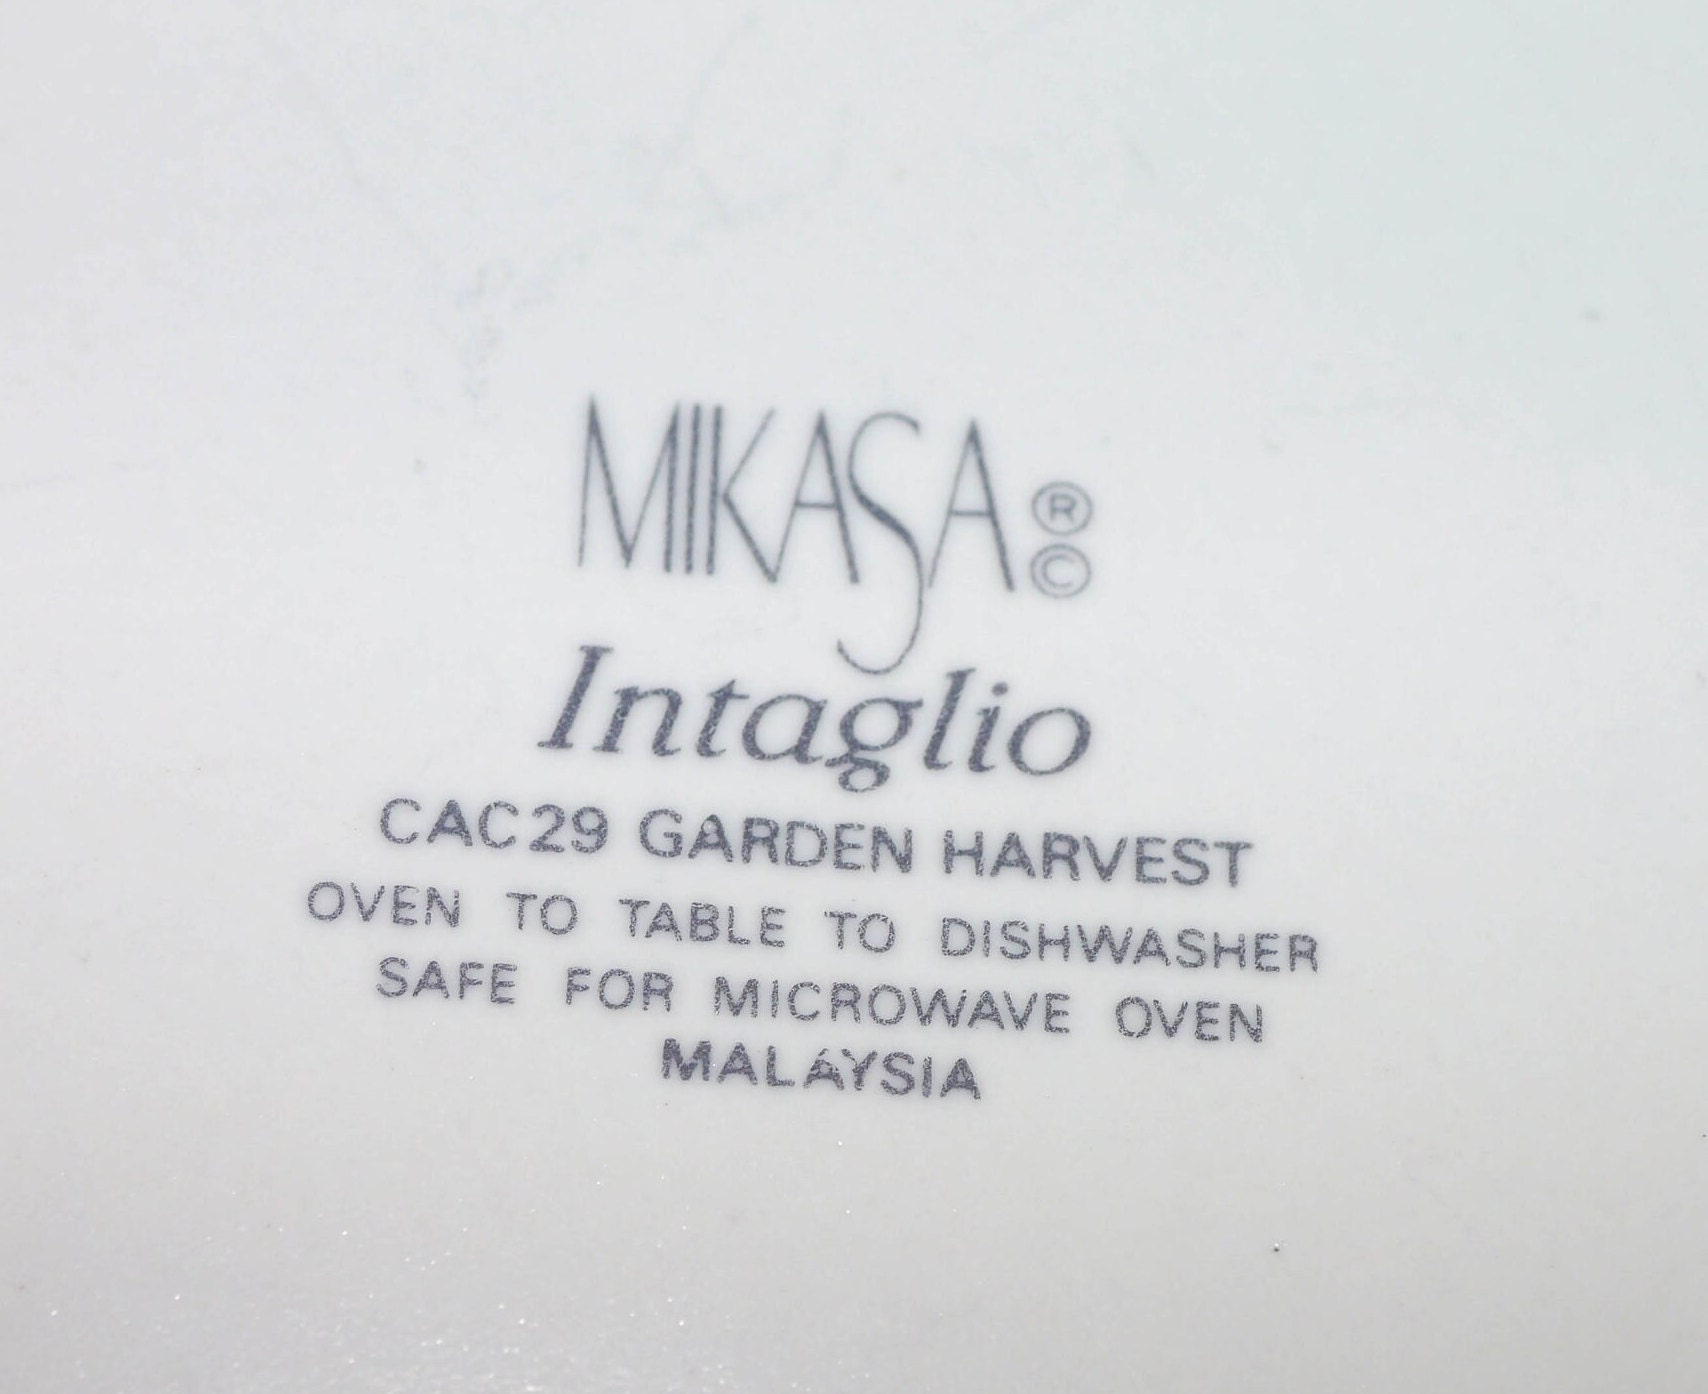 MIKASA ® ©
Intaglio
CAC29 GARDEN HARVEST
OVEN TO TABLE TO DISHWASHER
SAFE FOR MICROWAVE OVEN
MALAYSIA